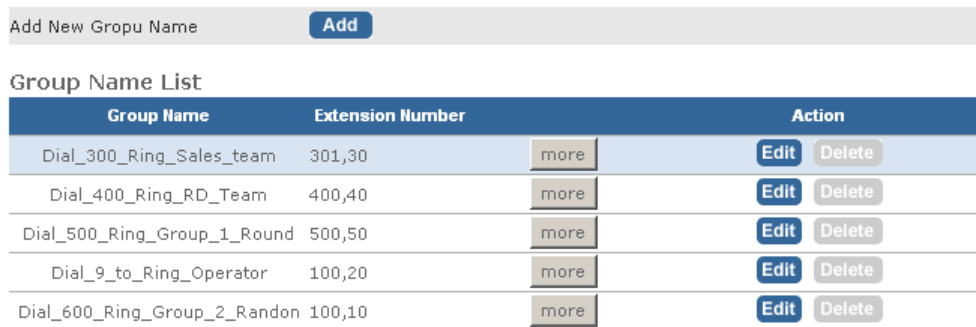 Add New Gropu Name Add
Group Name List
Group Name Extension Number Action
Dial_300_Ring_Sales_team 301,30 more Edit Delete
Dial_400_Ring_RD_Team 400,40 more Edit Delete
Dial_500_Ring_Group_1_Round 500,50 more Edit Delete
Dial_9_to_Ring_Operator 100,20 more Edit Delete
Dial_600_Ring_Group_2_Randon 100,10 more Edit Delete